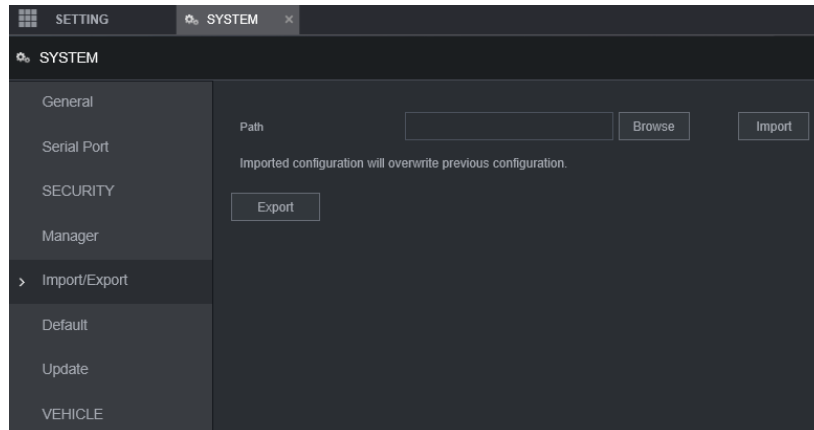 SETTING
SYSTEM ×
SYSTEM
General
Serial Port
SECURITY
Manager
> Import/Export
Default
Update
VEHICLE
Path
Browse
Import
Imported configuration will overwrite previous configuration.
Export